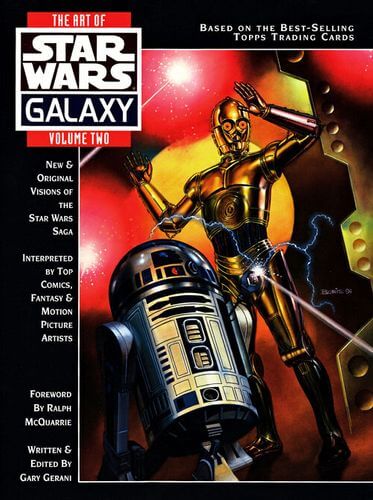 THE ART OF
STAR
WARS
GALAXY
VOLUME TWO
BASED ON THE BEST-SELLING
TOPPS TRADING CARDS
NEW &
ORIGINAL
VISIONS OF
THE
STAR WARS
SAGA
INTERPRETED
BY TOP
COMICS,
FANTASY &
MOTION
PICTURE
ARTISTS
FOREWORD
BY RALPH
MCQUARRIE
WRITTEN &
EDITED BY
GARY GERANI